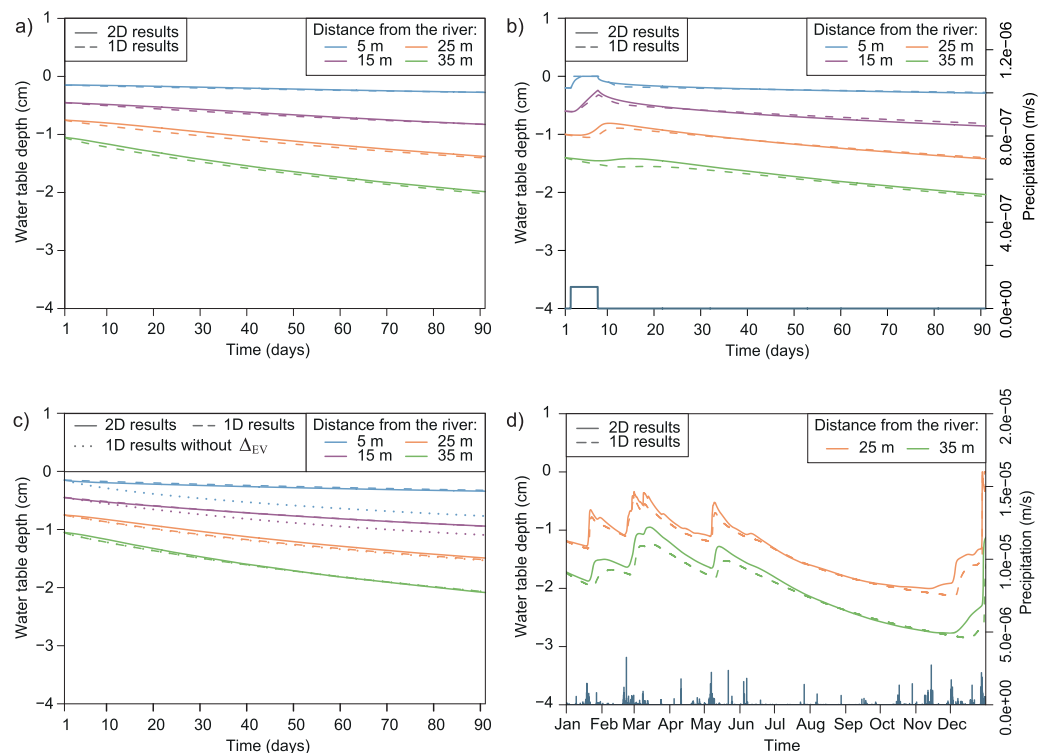 a)
2D results
1D results
Distance from the river:
5 m 25 m
15 m 35 m
1
0
−1
−2
−3
−4
Water table depth (cm)
1 10 20 30 40 50 60 70 80 90
Time (days)
b)
2D results
1D results
Distance from the river:
5 m 25 m
15 m 35 m
1
0
−1
−2
−3
−4
Water table depth (cm)
1.2e−06
8.0e−07
4.0e−07
0.0e+00
Precipitation (m/s)
1 10 20 30 40 50 60 70 80 90
Time (days)
c)
2D results 1D results
1D results without ΔEV
Distance from the river:
5 m 25 m
15 m 35 m
1
0
−1
−2
−3
−4
Water table depth (cm)
1 10 20 30 40 50 60 70 80 90
Time (days)
d)
2D results
1D results
Distance from the river:
25 m 35 m
1
0
−1
−2
−3
−4
Water table depth (cm)
2.0e−05
1.5e−05
1.0e−05
5.0e−06
0.0e+00
Precipitation (m/s)
Jan Feb Mar Apr May Jun Jul Aug Sep Oct Nov Dec
Time